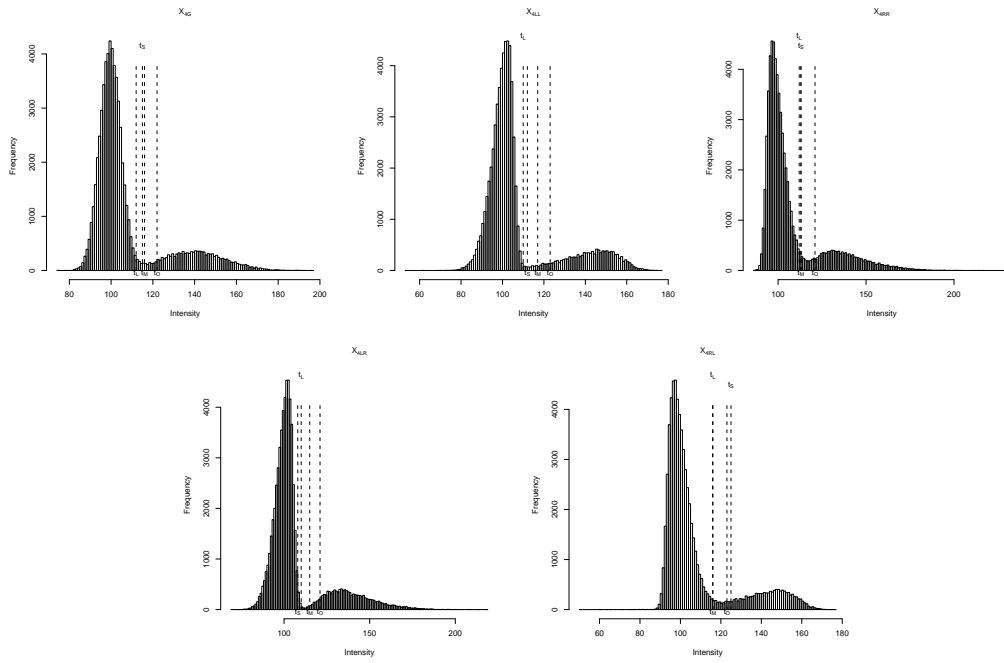 X4G
tS
4000
3000
2000
1000
0
Frequency
tL tM tO
80 100 120 140 160 180 200
Intensity
X4LL
tL
4000
3000
2000
1000
0
Frequency
tS tM tO
60 80 100 120 140 160 180
Intensity
X4RR
tL
tS
4000
3000
2000
1000
0
Frequency
tM tO
100 150 200
Intensity
X4LR
tL
4000
3000
2000
1000
0
Frequency
tS tM tO
100 150 200
Intensity
X4RL
tL
tS
4000
3000
2000
1000
0
Frequency
tM tO
60 80 100 120 140 160 180
Intensity